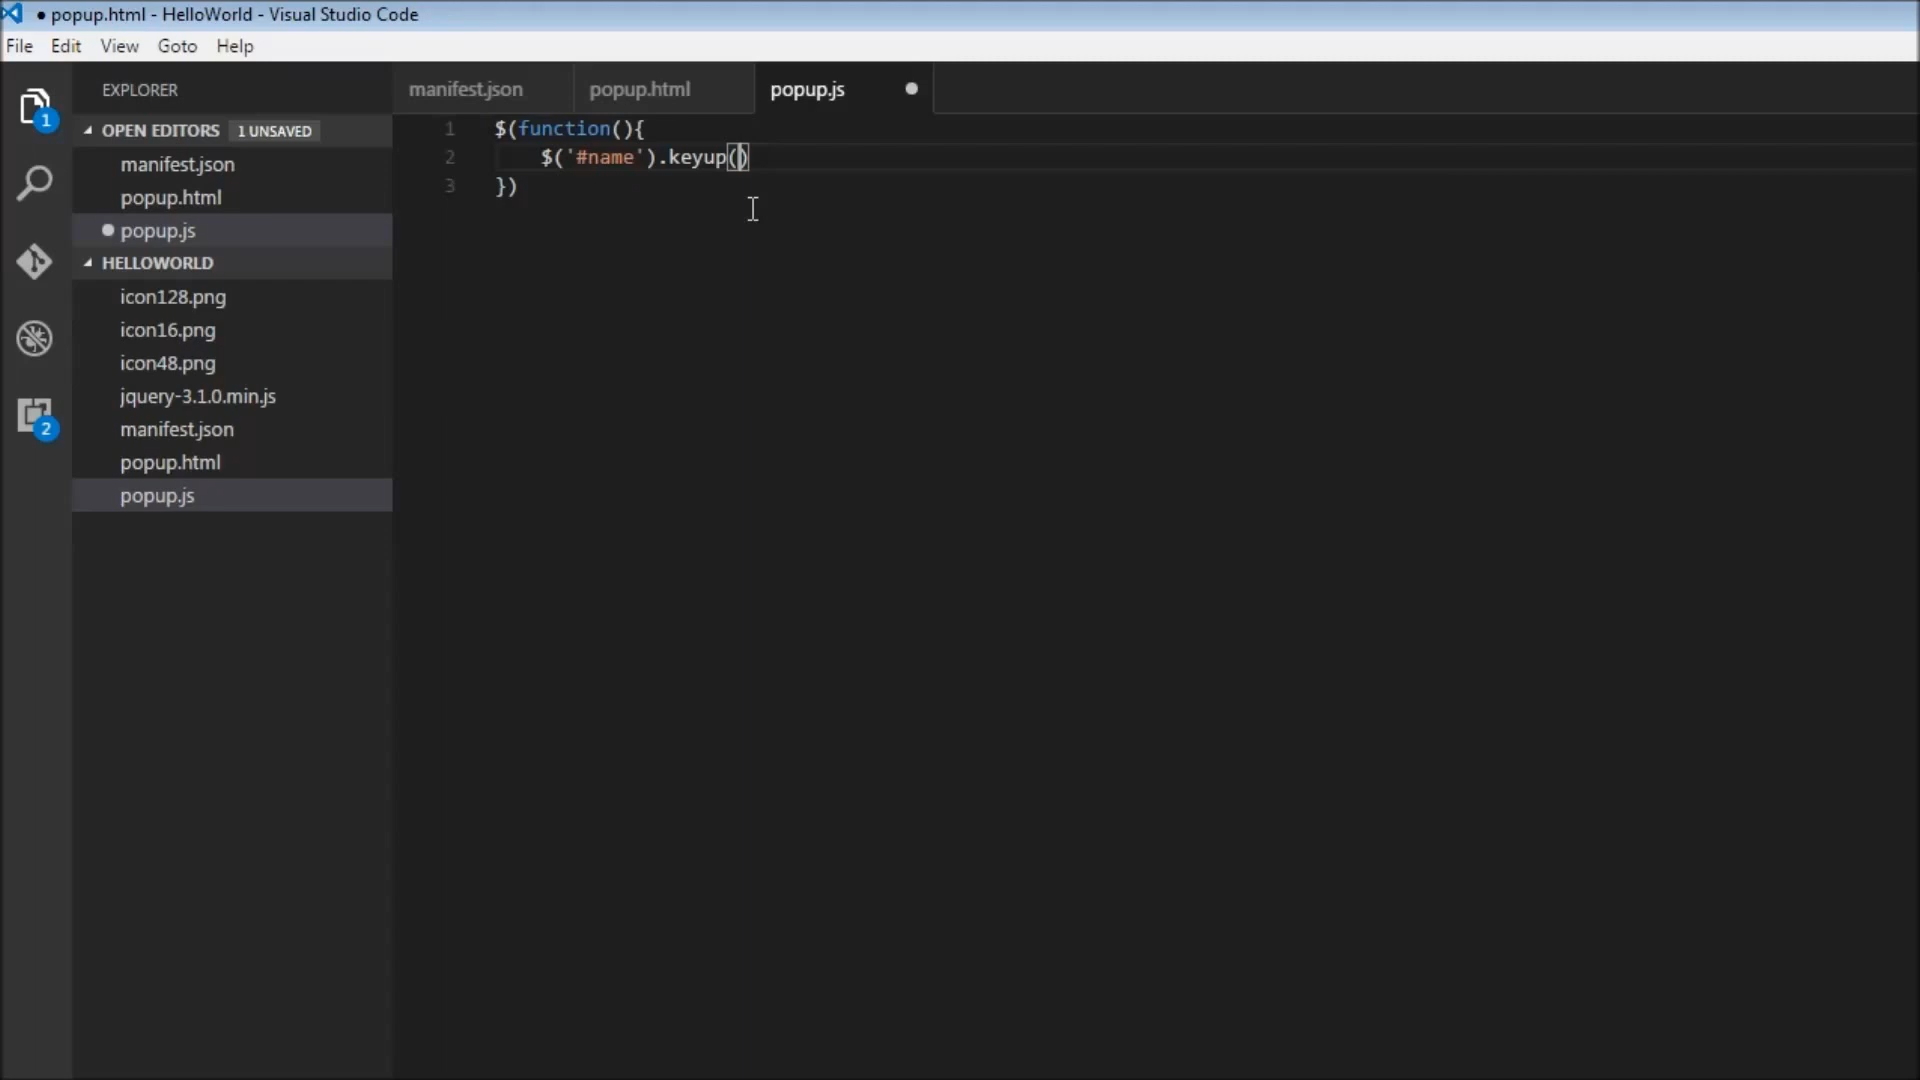 ● popup.html - HelloWorld - Visual Studio Code
File Edit View Goto Help
EXPLORER
OPEN EDITORS 1 UNSAVED
manifest.json
popup.html
popup.js
HELLOWORLD
icon128.png
icon16.png
icon48.png
jquery-3.1.0.min.js
manifest.json
popup.html
popup.js
1
2
manifest.json popup.html popup.js
1 $(function(){
2 $('#name').keyup()
3 })